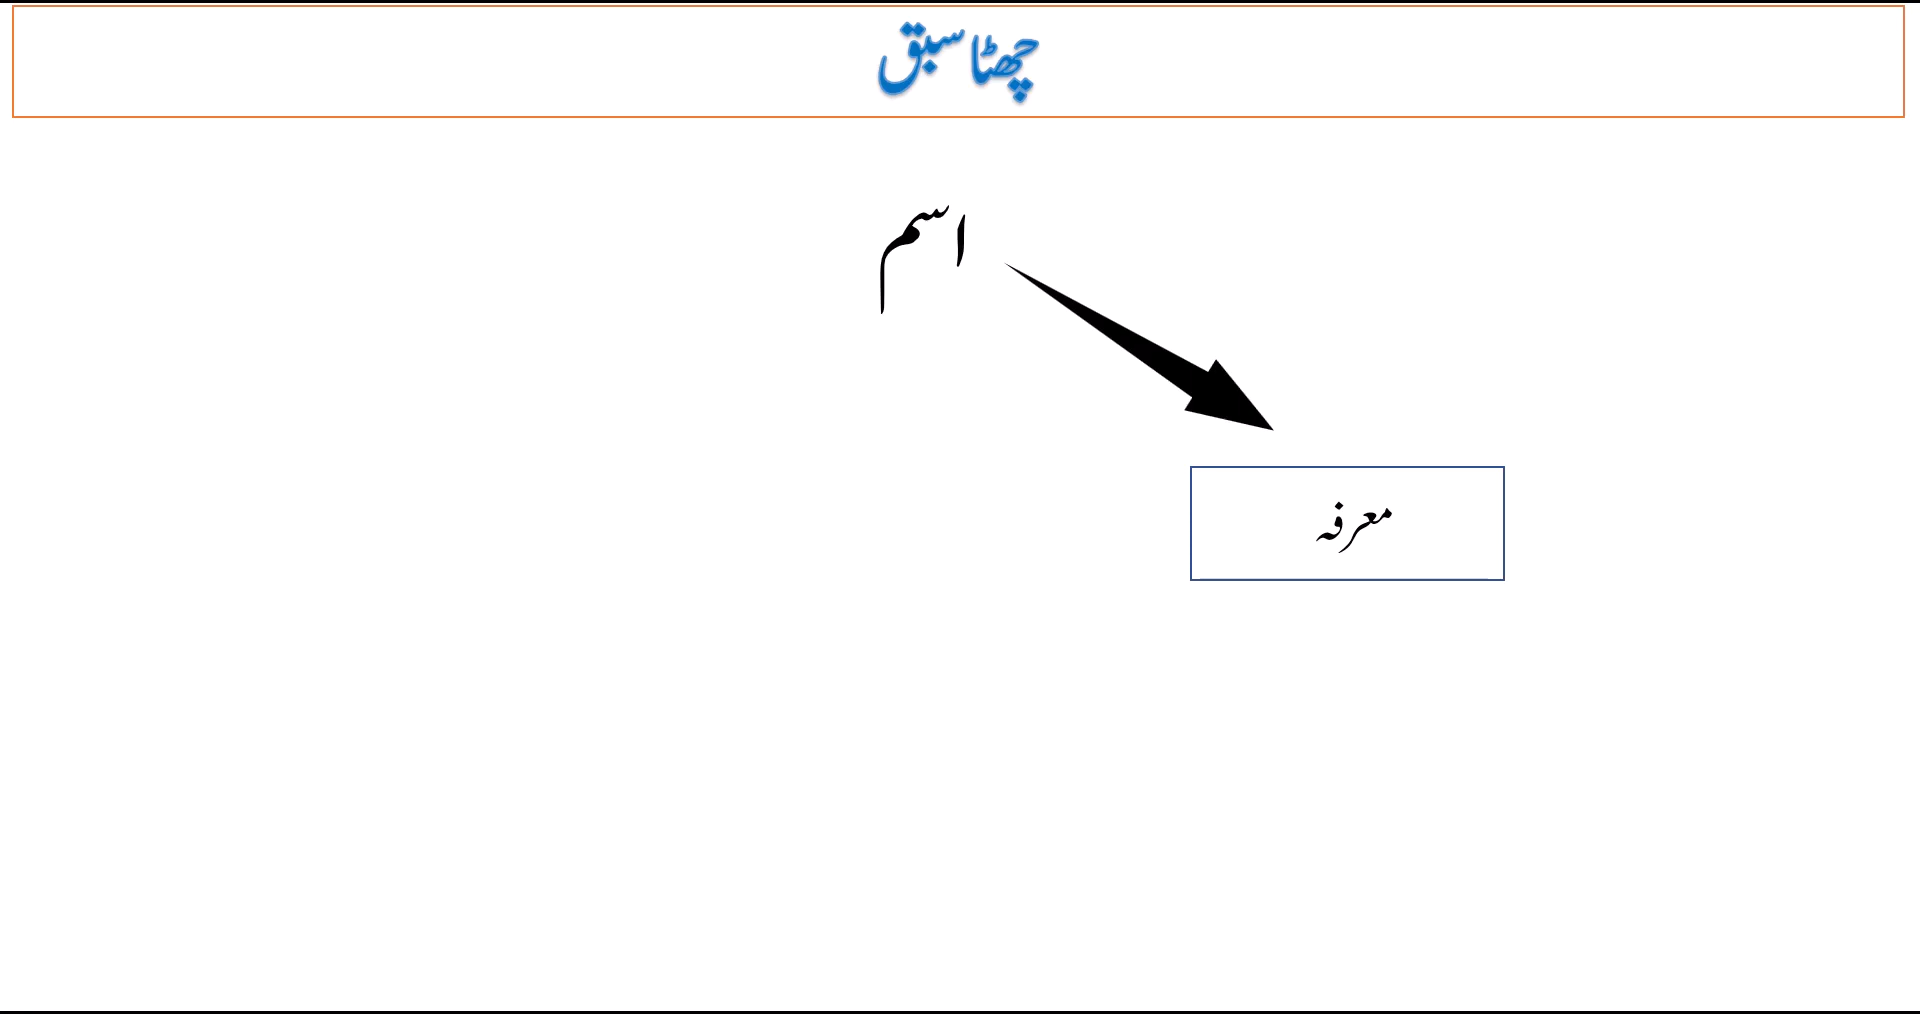 چھٹا سبق
اسم
معرفہ